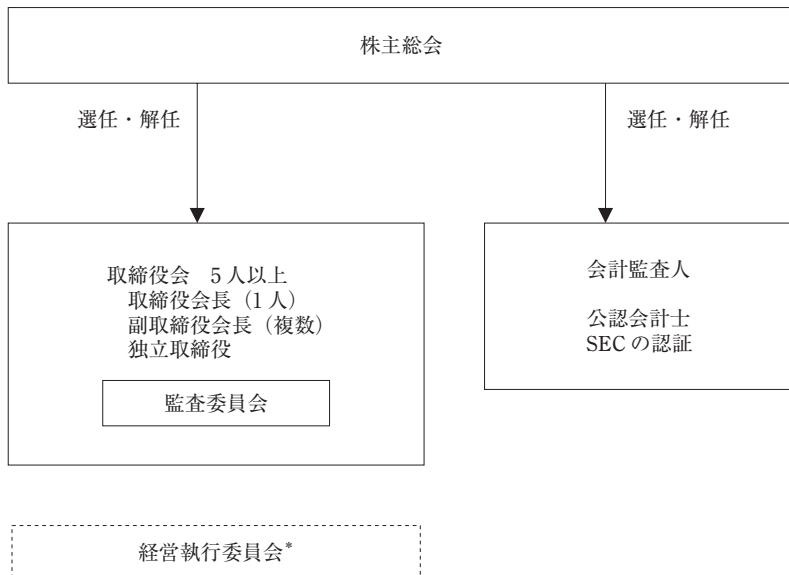 株主総会
選任・解任
選任・解任
取締役会　5人以上
取締役会長（1人）
副取締役会長（複数）
独立取締役
監査委員会
会計監査人
公認会計士
SECの認証
経営執行委員会*